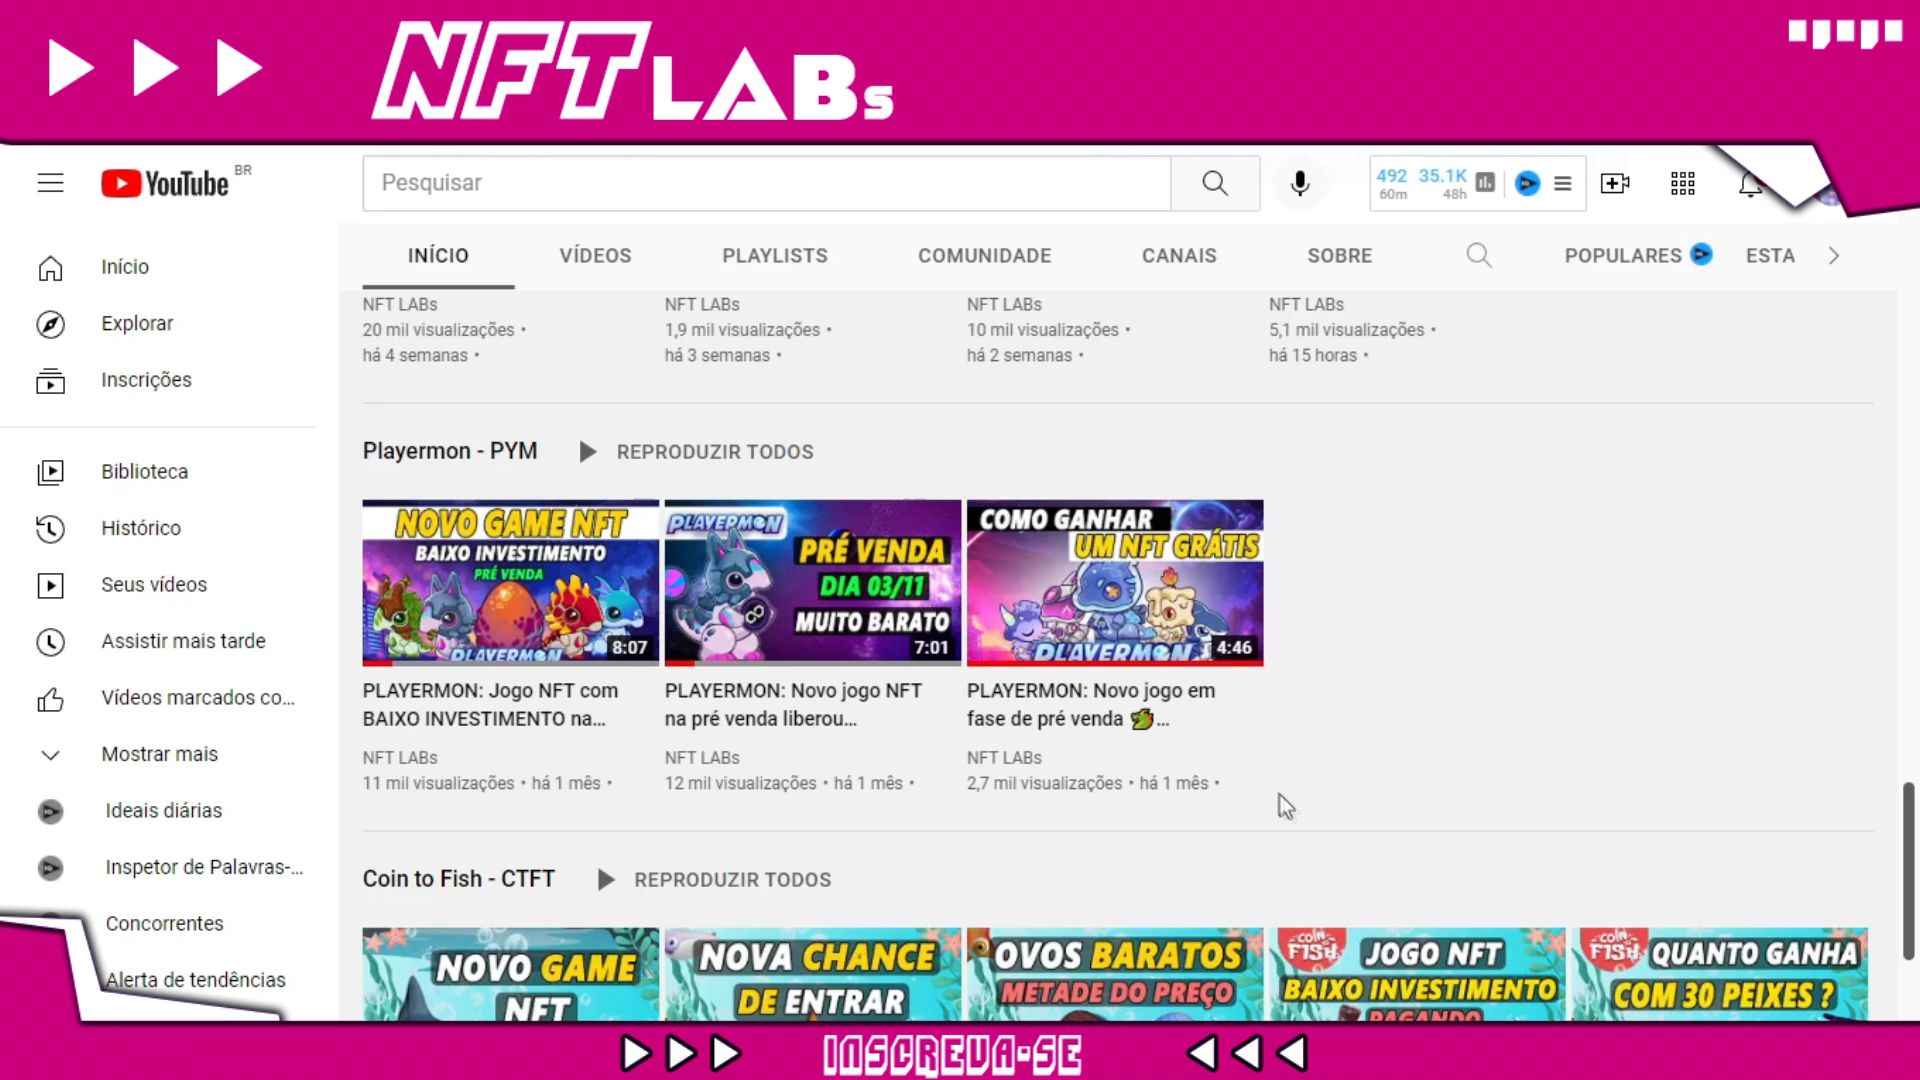 NFT LABs
YouTube BR
Pesquisar
492 35.1K
60m 48h
INÍCIO VÍDEOS PLAYLISTS COMUNIDADE CANAIS SOBRE POPULARES ESTA
Início
Explorar
Inscrições
Biblioteca
Histórico
Seus vídeos
Assistir mais tarde
Vídeos marcados co...
Mostrar mais
Ideais diárias
Inspetor de Palavras-...
Concorrentes
Alerta de tendências
NFT LABs
20 mil visualizações •
há 4 semanas •
NFT LABs
1,9 mil visualizações •
há 3 semanas •
NFT LABs
10 mil visualizações •
há 2 semanas •
NFT LABs
5,1 mil visualizações •
há 15 horas •
Playermon - PYM REPRODUZIR TODOS
NOVO GAME NFT
BAIXO INVESTIMENTO
PRÉ VENDA
PLAYERMON
8:07
PLAYERMON: Jogo NFT com
BAIXO INVESTIMENTO na...
NFT LABs
11 mil visualizações • há 1 mês •
PLAYERMON
PRÉ VENDA
DIA 03/11
MUITO BARATO
7:01
PLAYERMON: Novo jogo NFT
na pré venda liberou...
NFT LABs
12 mil visualizações • há 1 mês •
COMO GANHAR
UM NFT GRÁTIS
PLAYERMON
4:46
PLAYERMON: Novo jogo em
fase de pré venda 🐉...
NFT LABs
2,7 mil visualizações • há 1 mês •
Coin to Fish - CTFT REPRODUZIR TODOS
NOVO GAME
NFT
NOVA CHANCE
DE ENTRAR
OVOS BARATOS
METADE DO PREÇO
COIN FISH
JOGO NFT
BAIXO INVESTIMENTO
PAGANDO
COIN FISH
QUANTO GANHA
COM 30 PEIXES ?
INSCREVA-SE